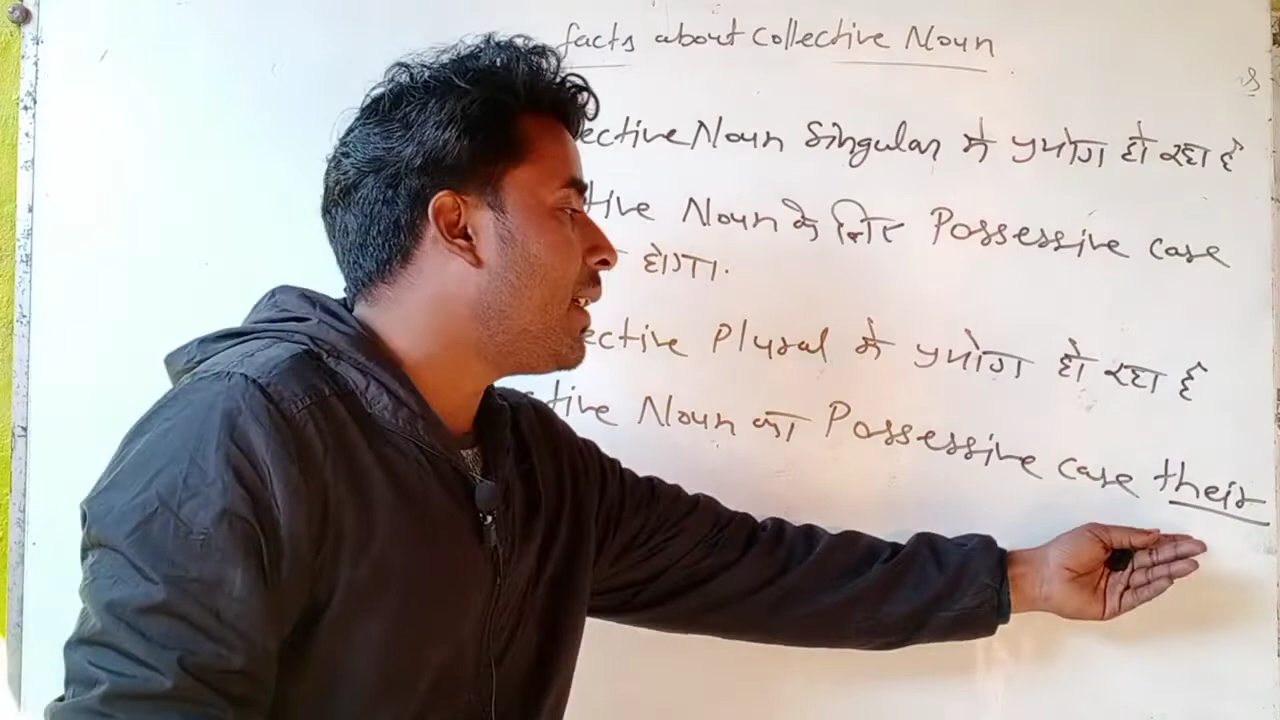 facts about Collective Noun
ective Noun Singular में प्रयोग हो रहा है
tive Noun के लिए Possessive case
होगा.
ective Plural में प्रयोग हो रहा है
ctive Noun का Possessive case their